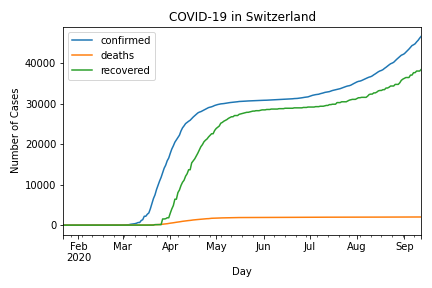 COVID-19 in Switzerland
confirmed
deaths
recovered
Number of Cases
40000
30000
20000
10000
0
Feb
2020
Mar
Apr
May
Jun
Jul
Aug
Sep
Day